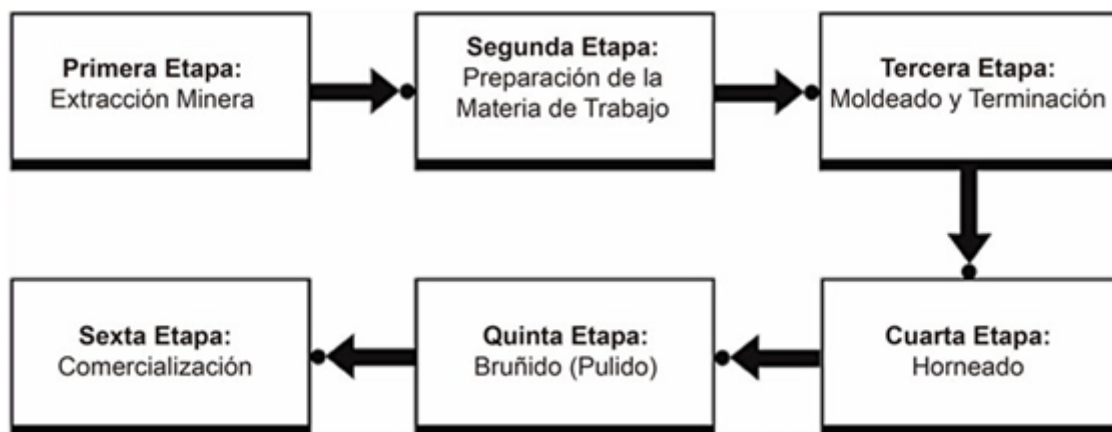 Primera Etapa:
Extracción Minera
Segunda Etapa:
Preparación de la
Materia de Trabajo
Tercera Etapa:
Moldeado y Terminación
Cuarta Etapa:
Horneado
Quinta Etapa:
Bruñido (Pulido)
Sexta Etapa:
Comercialización